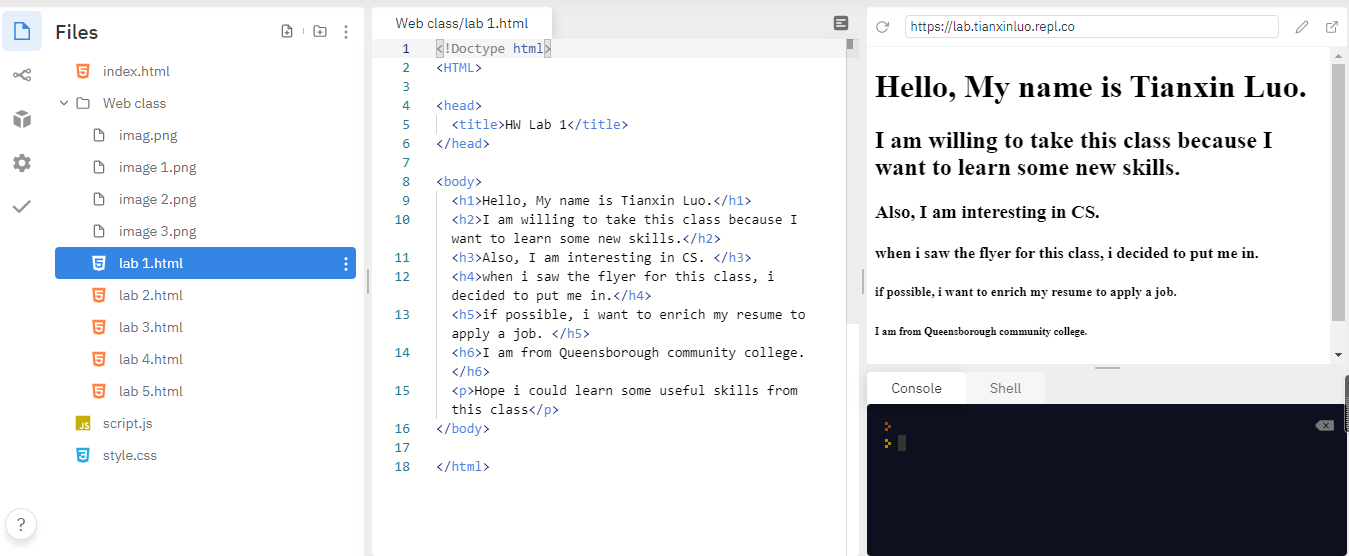 Files
index.html
Web class
imag.png
image 1.png
image 2.png
image 3.png
lab 1.html
lab 2.html
lab 3.html
lab 4.html
lab 5.html
script.js
style.css
?
Web class/lab 1.html
1 <!Doctype html>
2 <HTML>
3
4 <head>
5 <title>HW Lab 1</title>
6 </head>
7
8 <body>
9 <h1>Hello, My name is Tianxin Luo.</h1>
10 <h2>I am willing to take this class because I
want to learn some new skills.</h2>
11 <h3>Also, I am interesting in CS. </h3>
12 <h4>when i saw the flyer for this class, i
decided to put me in.</h4>
13 <h5>if possible, i want to enrich my resume to
apply a job. </h5>
14 <h6>I am from Queensborough community college.
</h6>
15 <p>Hope i could learn some useful skills from
this class</p>
16 </body>
17
18 </html>
https://lab.tianxinluo.repl.co
Hello, My name is Tianxin Luo.
I am willing to take this class because I
want to learn some new skills.
Also, I am interesting in CS.
when i saw the flyer for this class, i decided to put me in.
if possible, i want to enrich my resume to apply a job.
I am from Queensborough community college.
Console
Shell